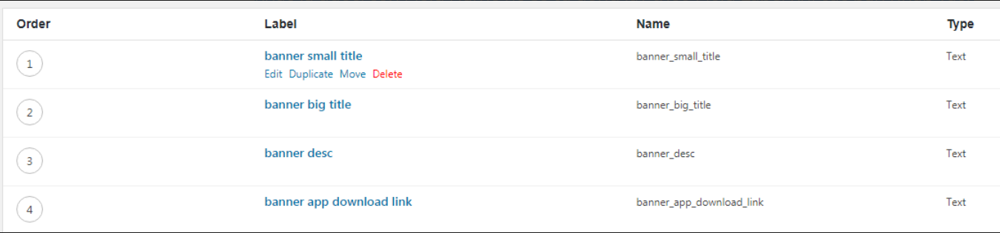 Order Label Name Type
1 banner small title banner_small_title Text
Edit Duplicate Move Delete
2 banner big title banner_big_title Text
3 banner desc banner_desc Text
4 banner app download link banner_app_download_link Text